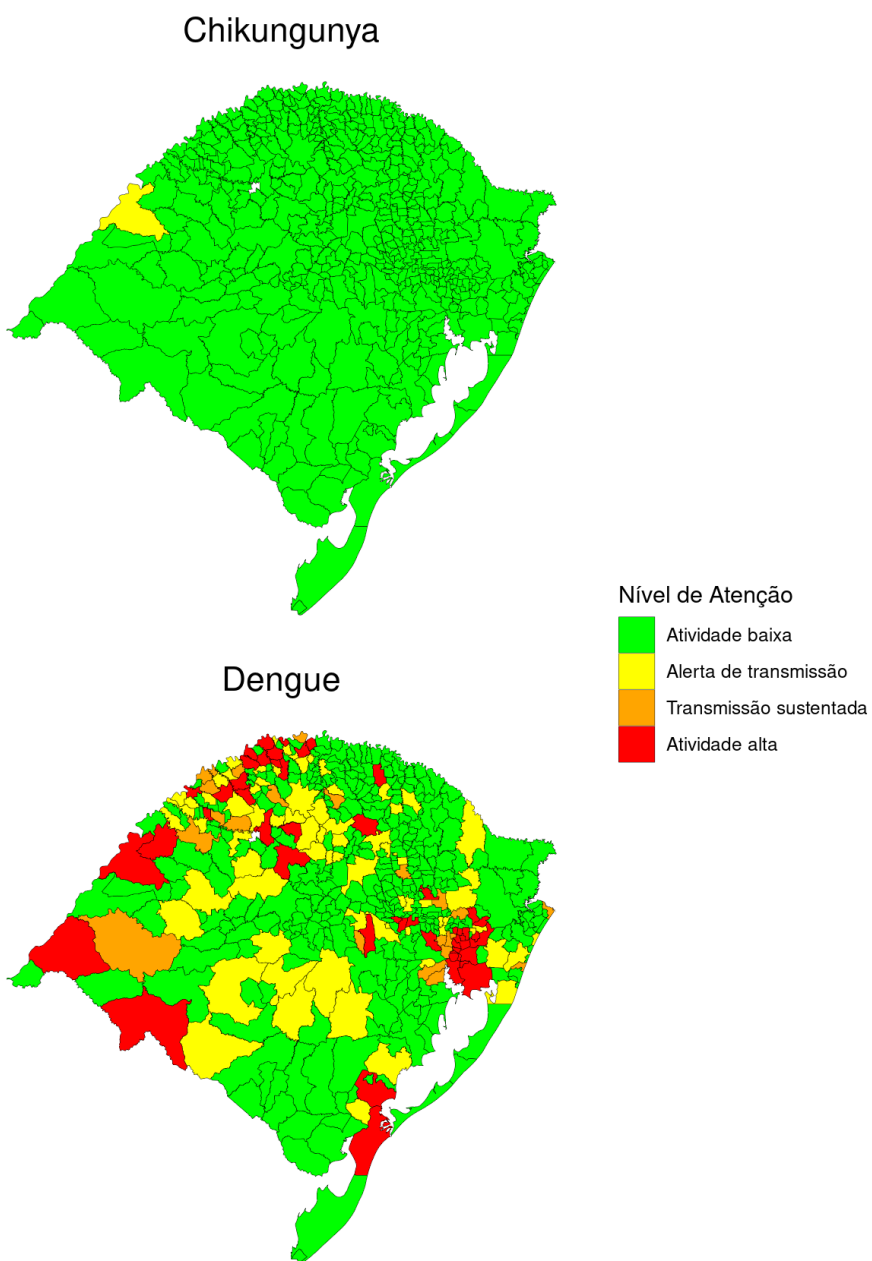 Chikungunya
Nível de Atenção
Atividade baixa
Alerta de transmissão
Dengue
Transmissão sustentada
Atividade alta